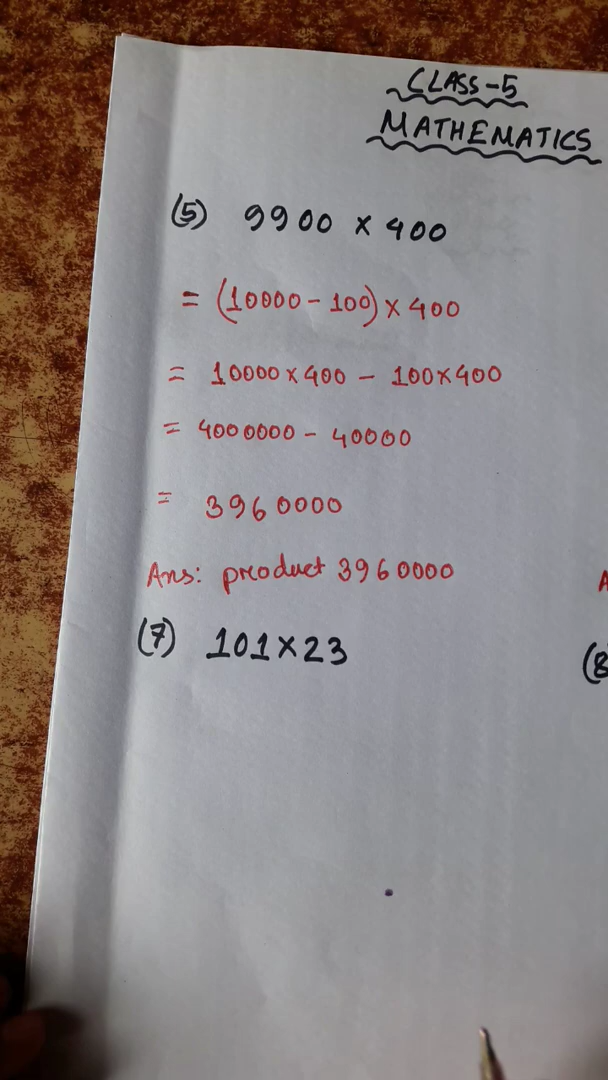 CLASS-5
MATHEMATICS
(5) 9900 × 400
= (10000 - 100) × 400
= 10000 × 400 - 100 × 400
= 4000000 - 40000
= 3960000
Ans: product 3960000
A
(7) 101 × 23
(8